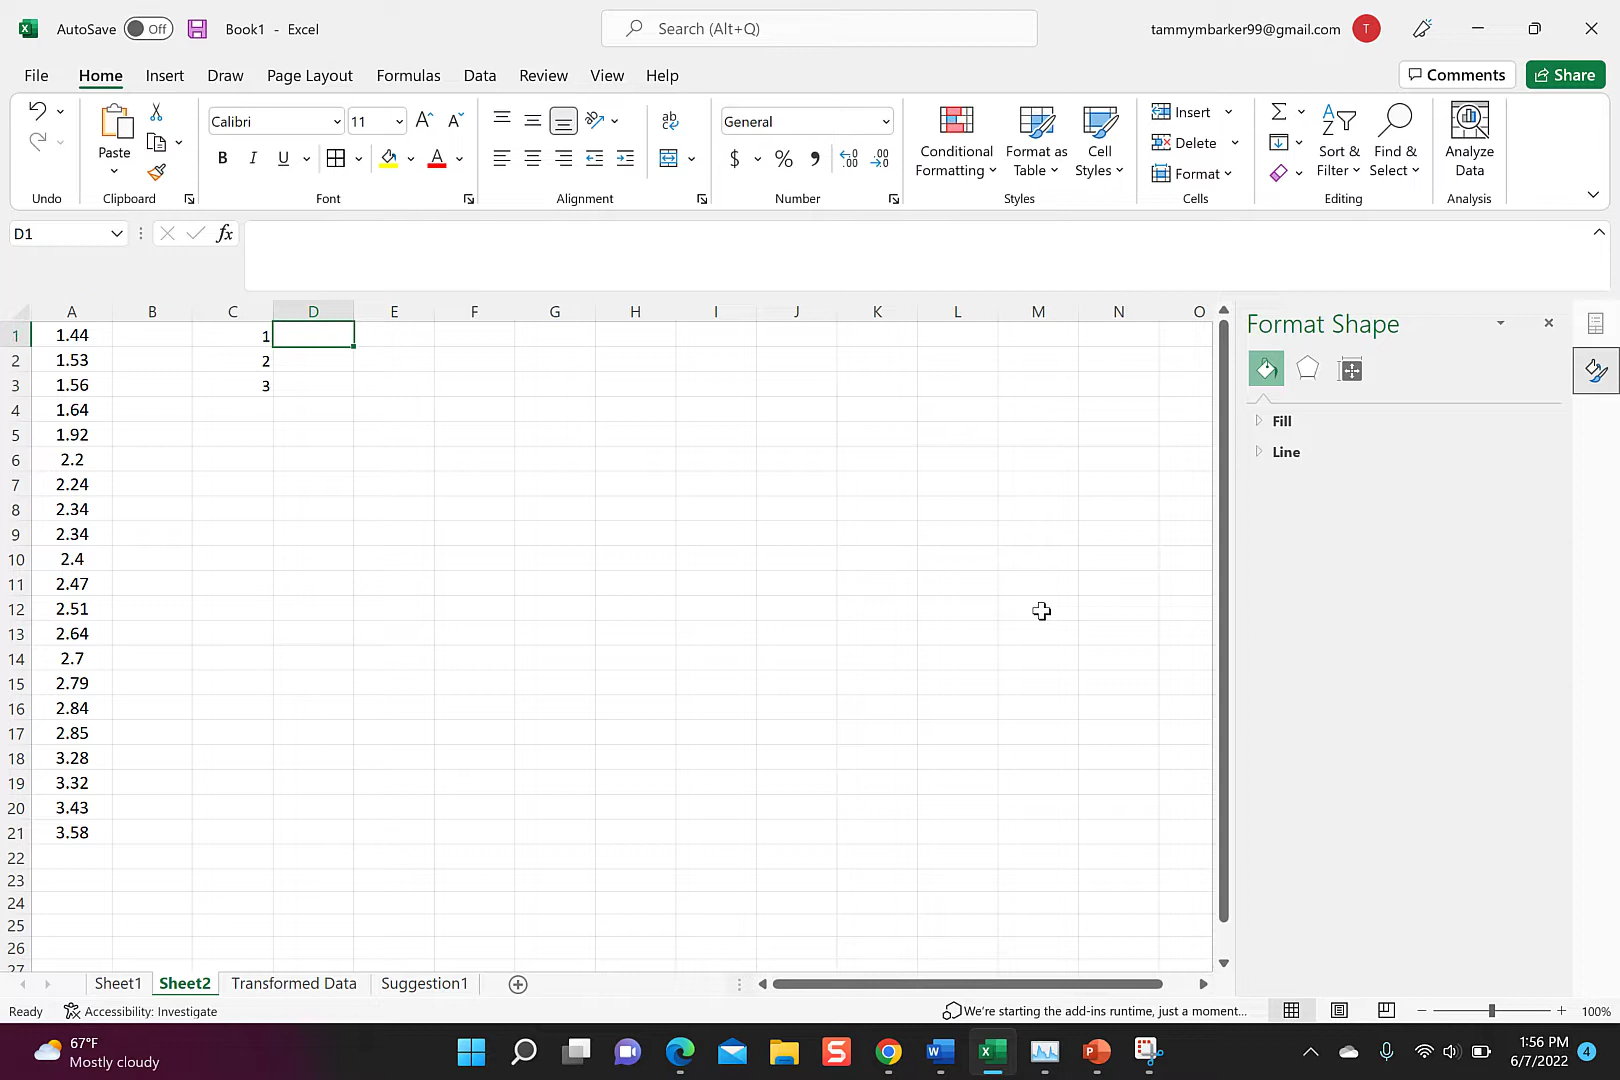 AutoSave Off Book1 - Excel Search (Alt+Q) tammymbarker99@gmail.com T
File Home Insert Draw Page Layout Formulas Data Review View Help Comments Share
Calibri 11 General
Paste
B I U A $ % 9 .00 .00
ab
Conditional Formatting
Format as Table
Cell Styles
Insert
Delete
Format
Sort & Filter
Find & Select
Analyze Data
Undo Clipboard Font Alignment Number Styles Cells Editing Analysis
D1 fx
A B C D E F G H I J K L M N O
1 1.44 1
2 1.53 2
3 1.56 3
4 1.64
5 1.92
6 2.2
7 2.24
8 2.34
9 2.34
10 2.4
11 2.47
12 2.51
13 2.64
14 2.7
15 2.79
16 2.84
17 2.85
18 3.28
19 3.32
20 3.43
21 3.58
22
23
24
25
26
27
Format Shape
Fill
Line
Sheet1 Sheet2 Transformed Data Suggestion1
Ready Accessibility: Investigate We're starting the add-ins runtime, just a moment... 100%
67°F
Mostly cloudy
1:56 PM
6/7/2022 4